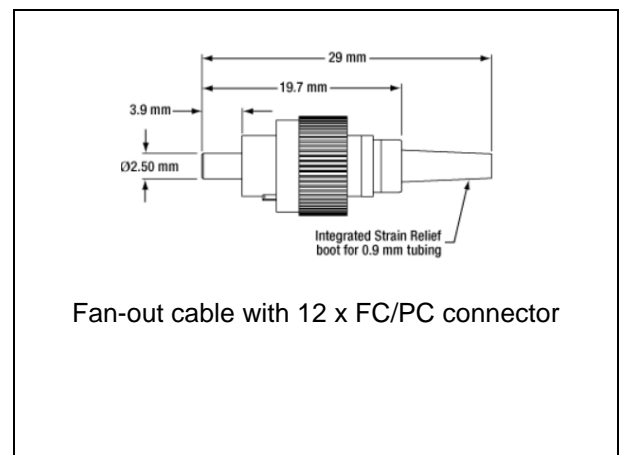 29 mm
19.7 mm
3.9 mm
Ø2.50 mm
Integrated Strain Relief
boot for 0.9 mm tubing
Fan-out cable with 12 x FC/PC connector